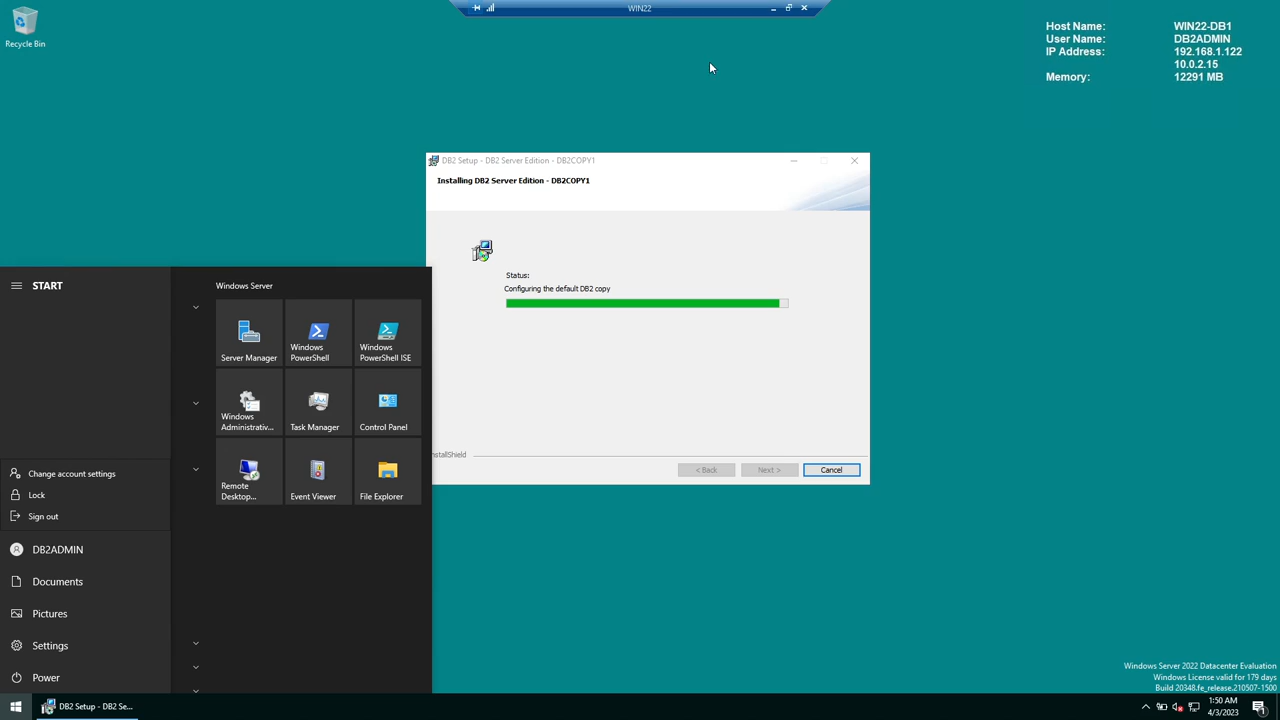 WIN22
Recycle Bin
Host Name: WIN22-DB1
User Name: DB2ADMIN
IP Address: 192.168.1.122
10.0.2.15
Memory: 12291 MB
DB2 Setup - DB2 Server Edition - DB2COPY1
Installing DB2 Server Edition - DB2COPY1
Status:
Configuring the default DB2 copy
nstallShield
< Back
Next >
Cancel
START
Windows Server
Server Manager
Windows
PowerShell
Windows
PowerShell ISE
Windows
Administrativ...
Task Manager
Control Panel
Remote
Desktop...
Event Viewer
File Explorer
Change account settings
Lock
Sign out
DB2ADMIN
Documents
Pictures
Settings
Power
Windows Server 2022 Datacenter Evaluation
Windows License valid for 179 days
Build 20348.fe_release.210507-1500
DB2 Setup - DB2 Se...
1:50 AM
4/3/2023
1